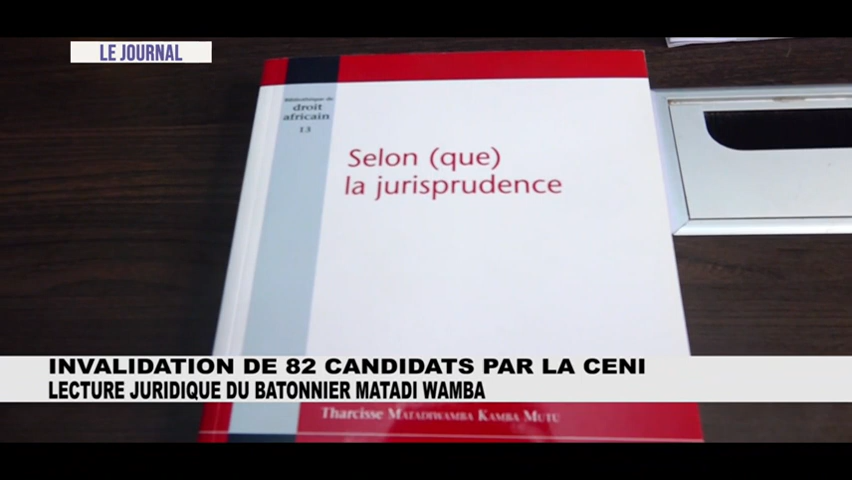 LE JOURNAL
Bibliothèque de
droit
africain
13
Selon (que)
la jurisprudence
INVALIDATION DE 82 CANDIDATS PAR LA CENI
LECTURE JURIDIQUE DU BATONNIER MATADI WAMBA
Tharcisse MATADIWAMBA KAMBA MUTU